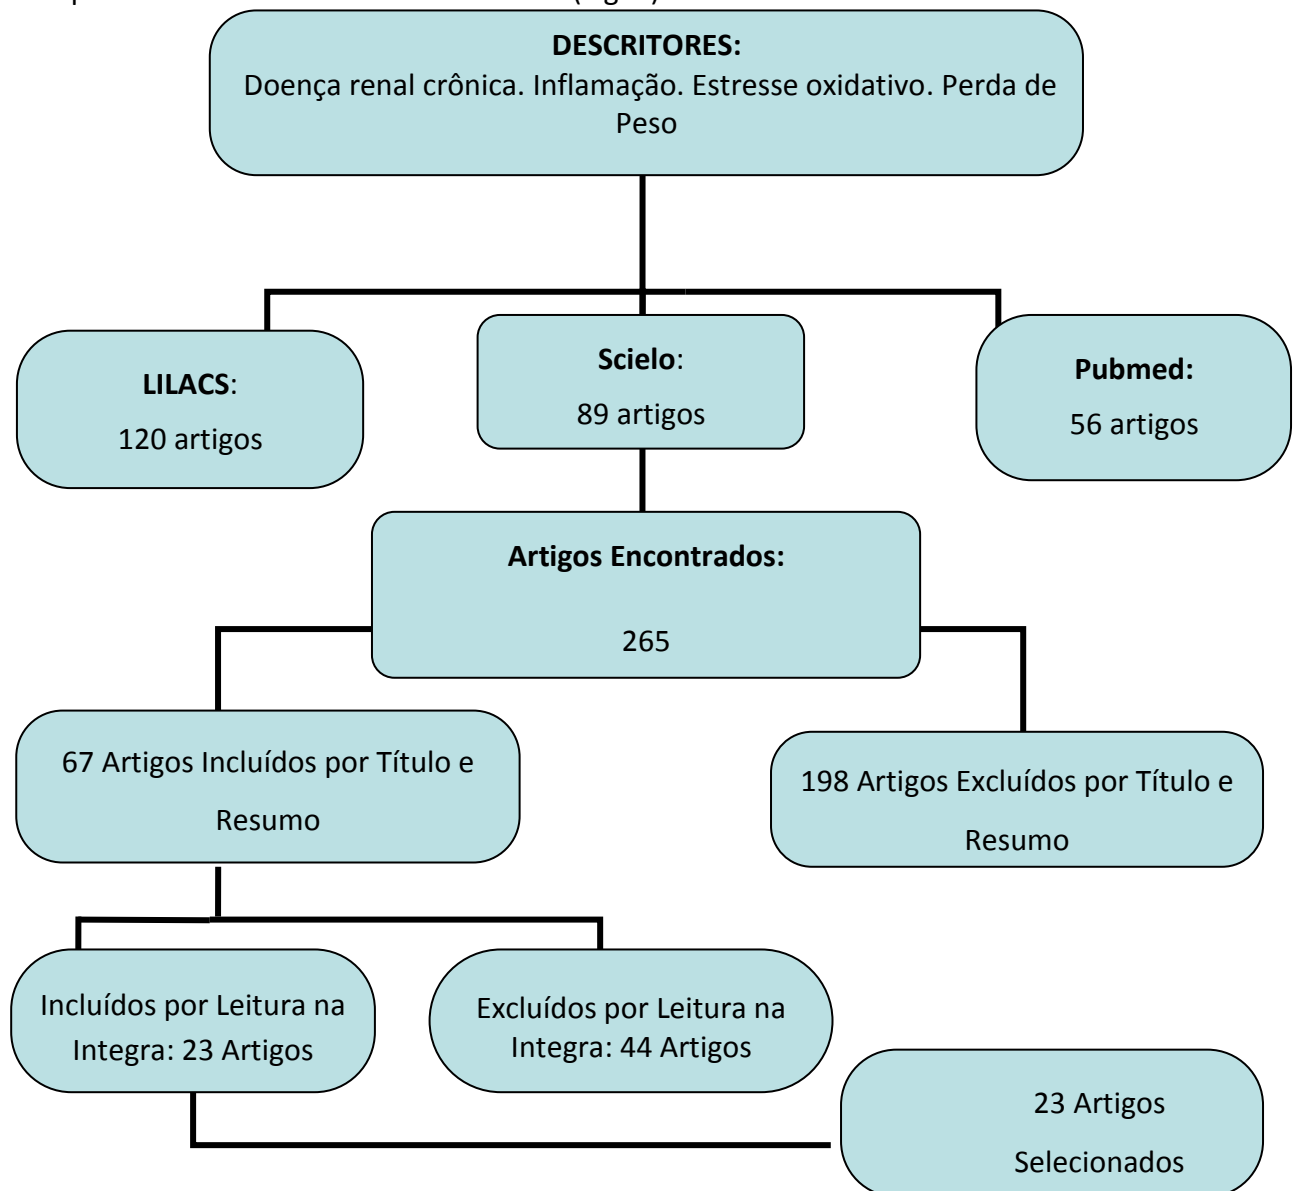 DESCRITORES:
Doença renal crônica. Inflamação. Estresse oxidativo. Perda de
Peso
LILACS:
120 artigos
Scielo:
89 artigos
Pubmed:
56 artigos
Artigos Encontrados:
265
67 Artigos Incluídos por Título e
Resumo
198 Artigos Excluídos por Título e
Resumo
Incluídos por Leitura na
Integra: 23 Artigos
Excluídos por Leitura na
Integra: 44 Artigos
23 Artigos
Selecionados